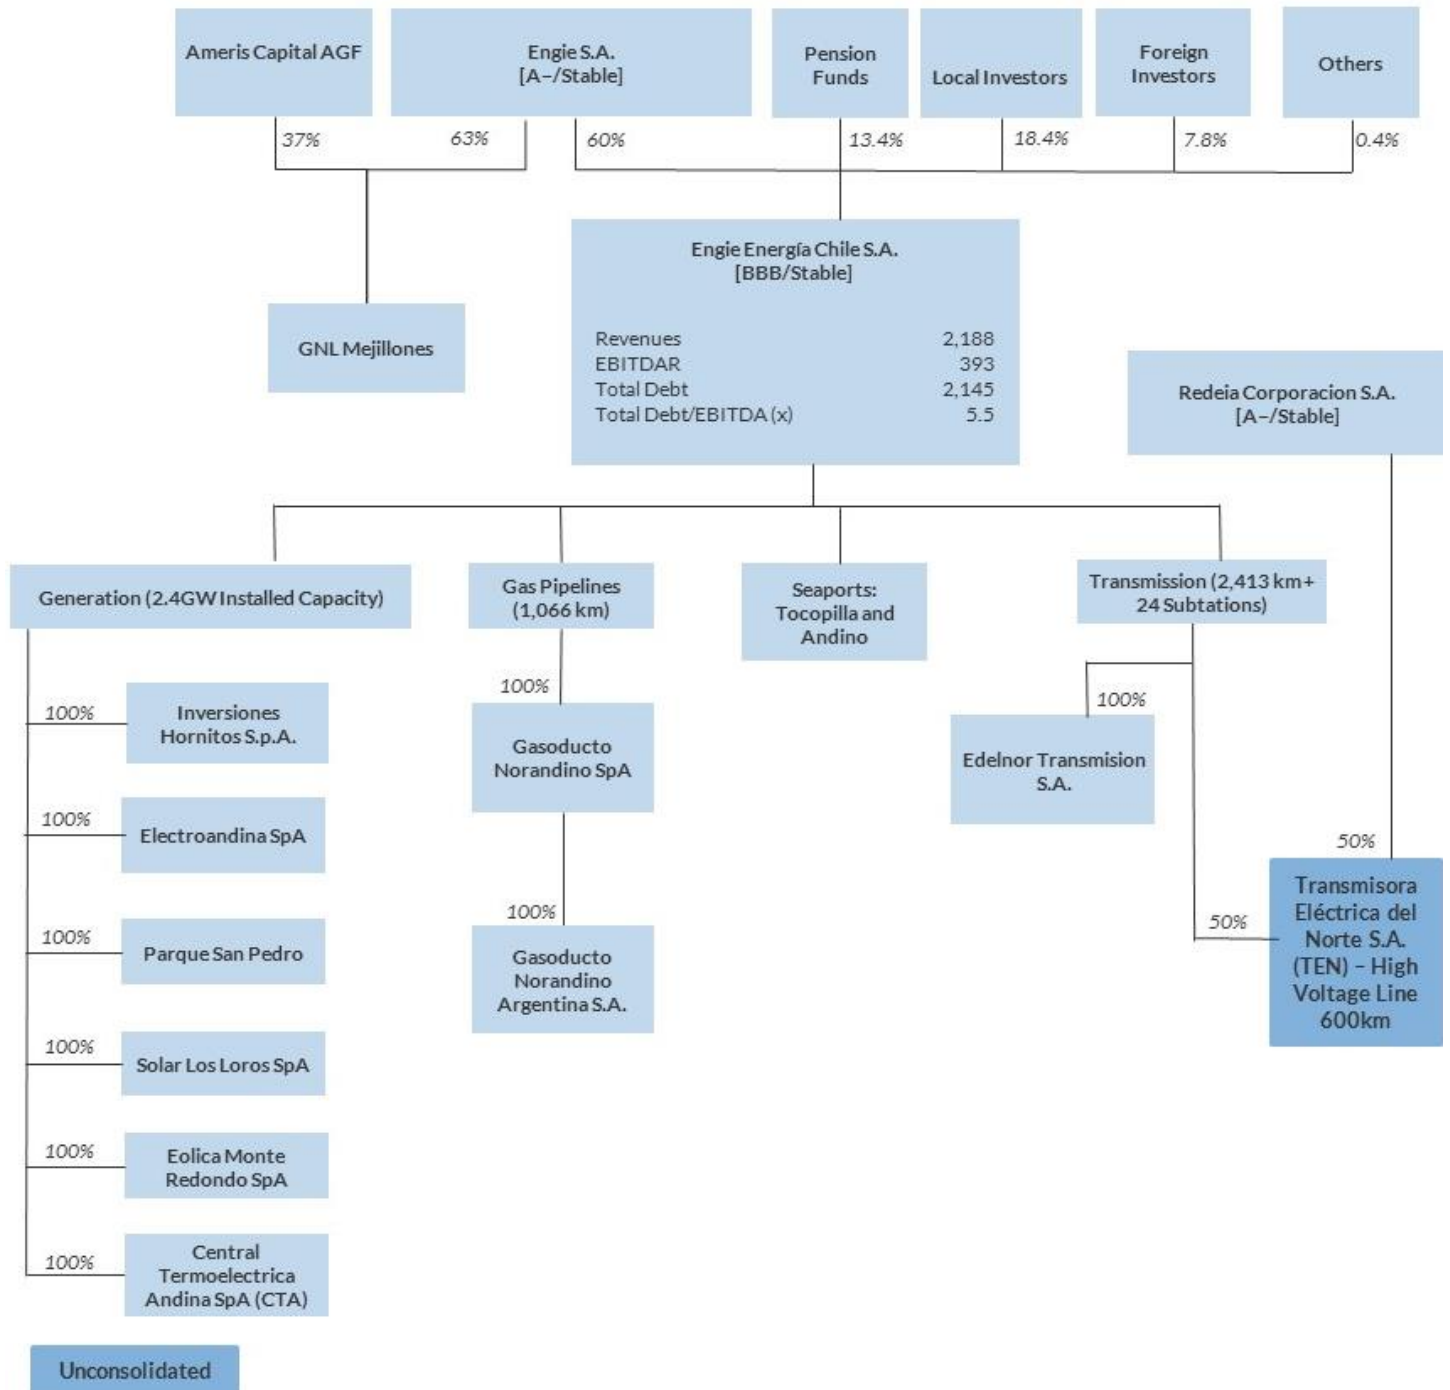 Ameris Capital AGF
Engie S.A.
[A–/Stable]
Pension
Funds
Local Investors
Foreign
Investors
Others
37%
63%
60%
13.4%
18.4%
7.8%
0.4%
Engie Energía Chile S.A.
[BBB/Stable]
Revenues 2,188
EBITDAR 393
Total Debt 2,145
Total Debt/EBITDA (x) 5.5
GNL Mejillones
Redeia Corporacion S.A.
[A–/Stable]
Generation (2.4GW Installed Capacity)
Gas Pipelines
(1,066 km)
Seaports:
Tocopilla and
Andino
Transmission (2,413 km+
24 Subtations)
100%
Inversiones
Hornitos S.p.A.
100%
Electroandina SpA
100%
Parque San Pedro
100%
Solar Los Loros SpA
100%
Eolica Monte
Redondo SpA
100%
Central
Termoelectrica
Andina SpA (CTA)
100%
Gasoducto
Norandino SpA
100%
Gasoducto
Norandino
Argentina S.A.
100%
Edelnor Transmision
S.A.
50%
50%
Transmisora
Eléctrica del
Norte S.A.
(TEN) – High
Voltage Line
600km
Unconsolidated